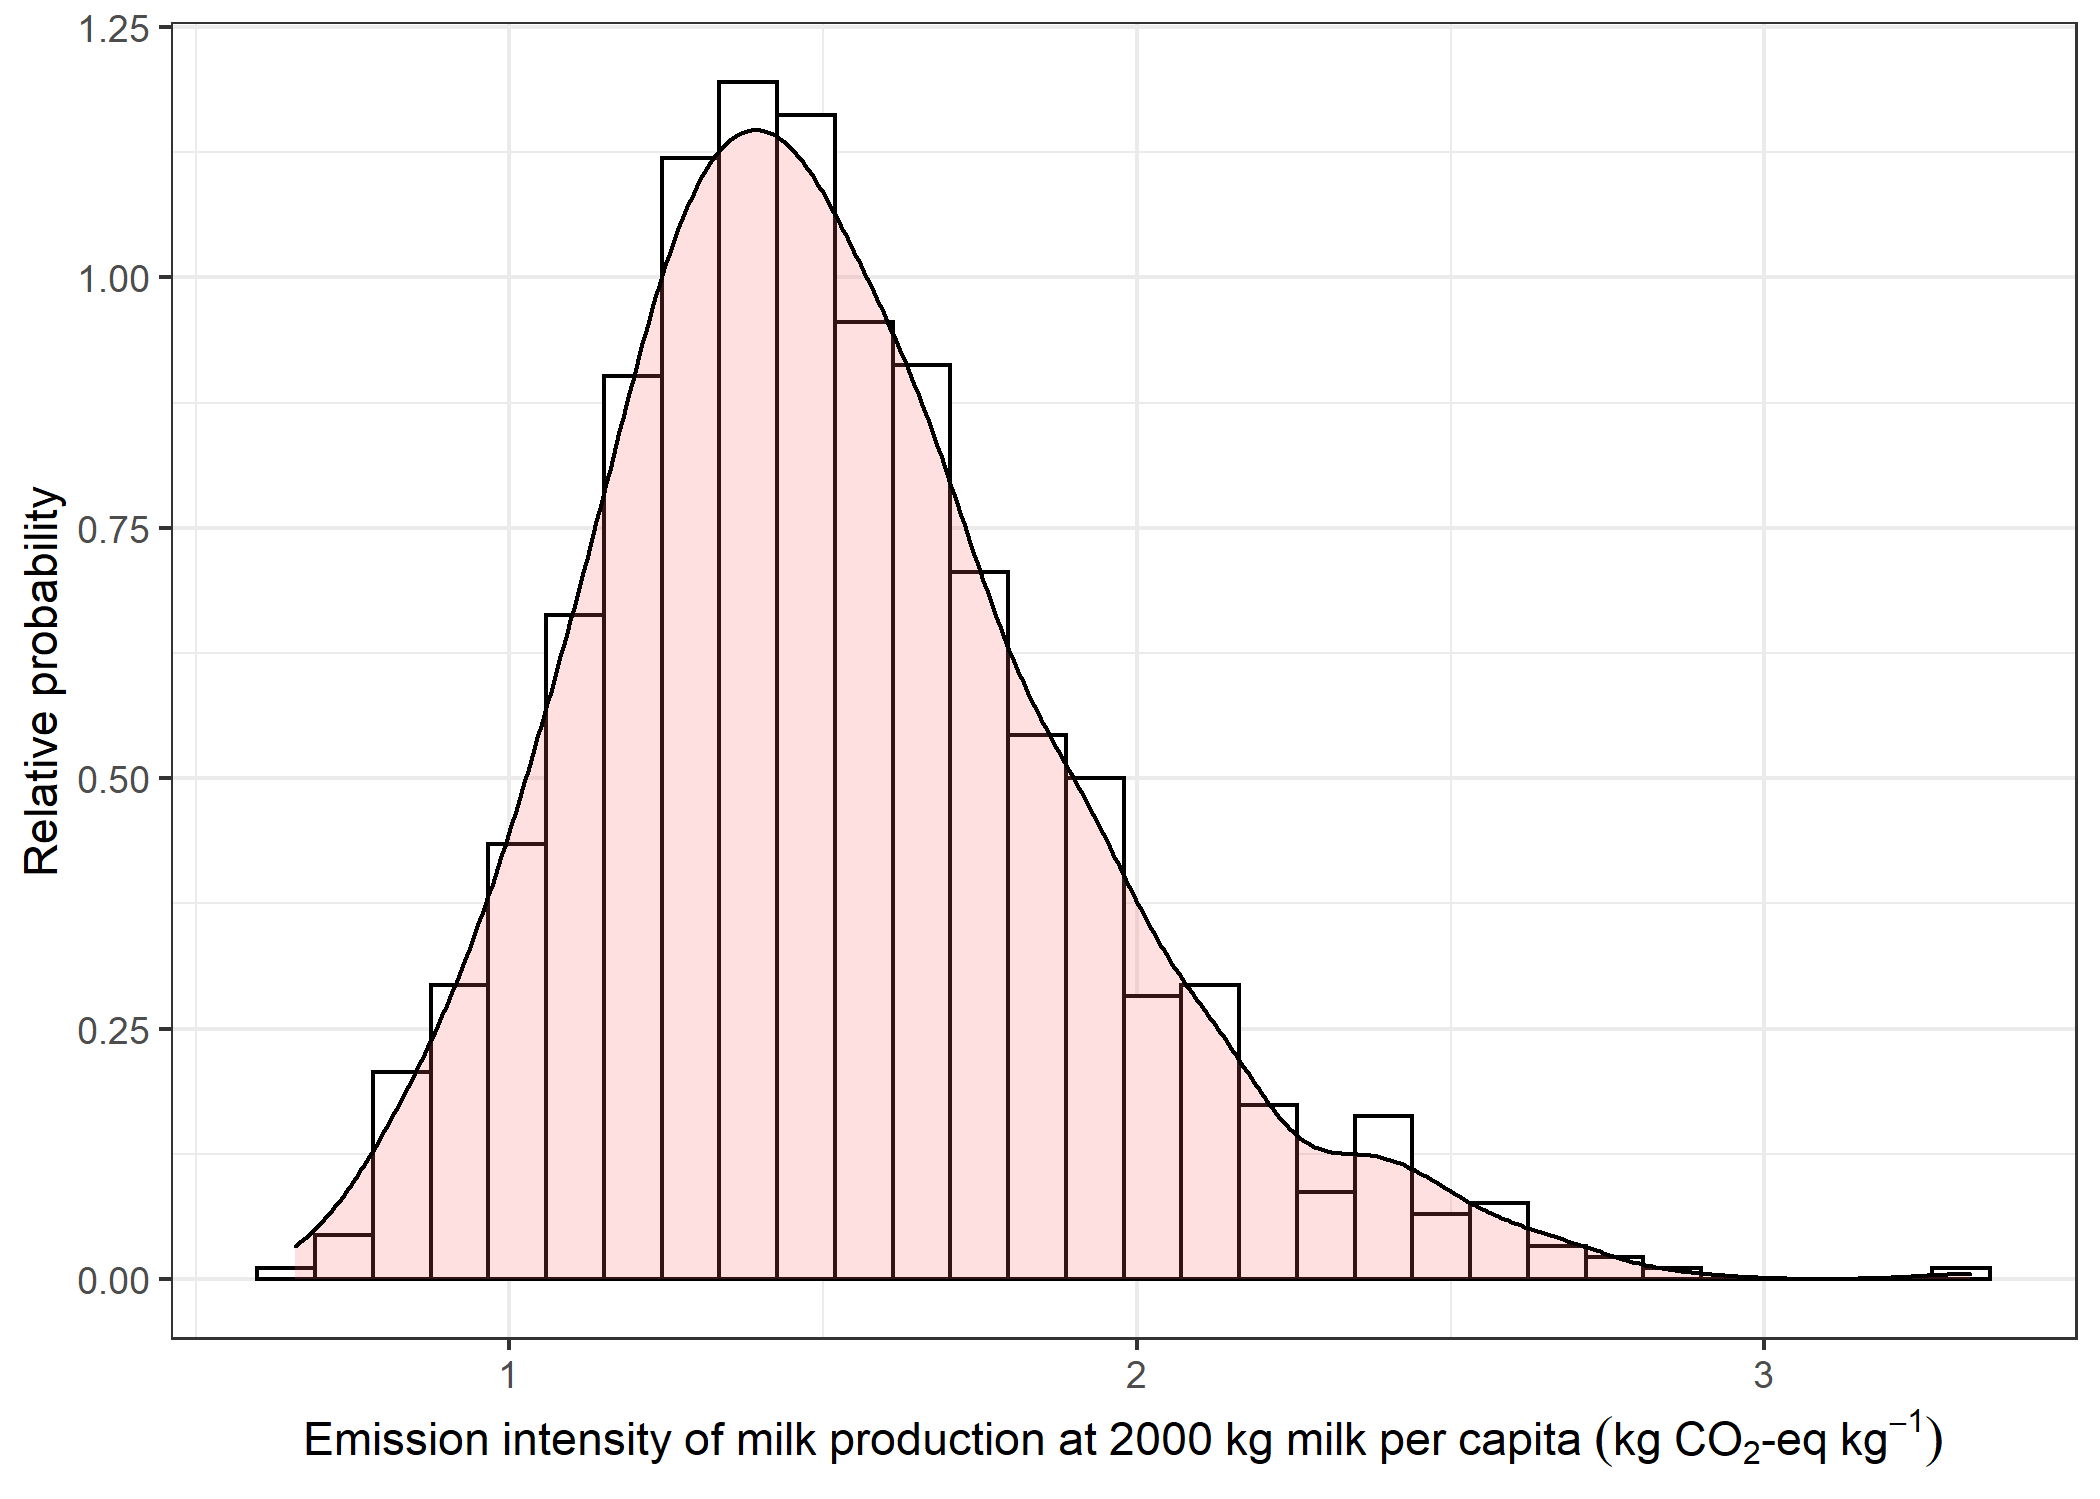 1.25
1.00
0.75
0.50
0.25
0.00
Relative probability
1 2 3
Emission intensity of milk production at 2000 kg milk per capita (kg CO₂-eq kg⁻¹)